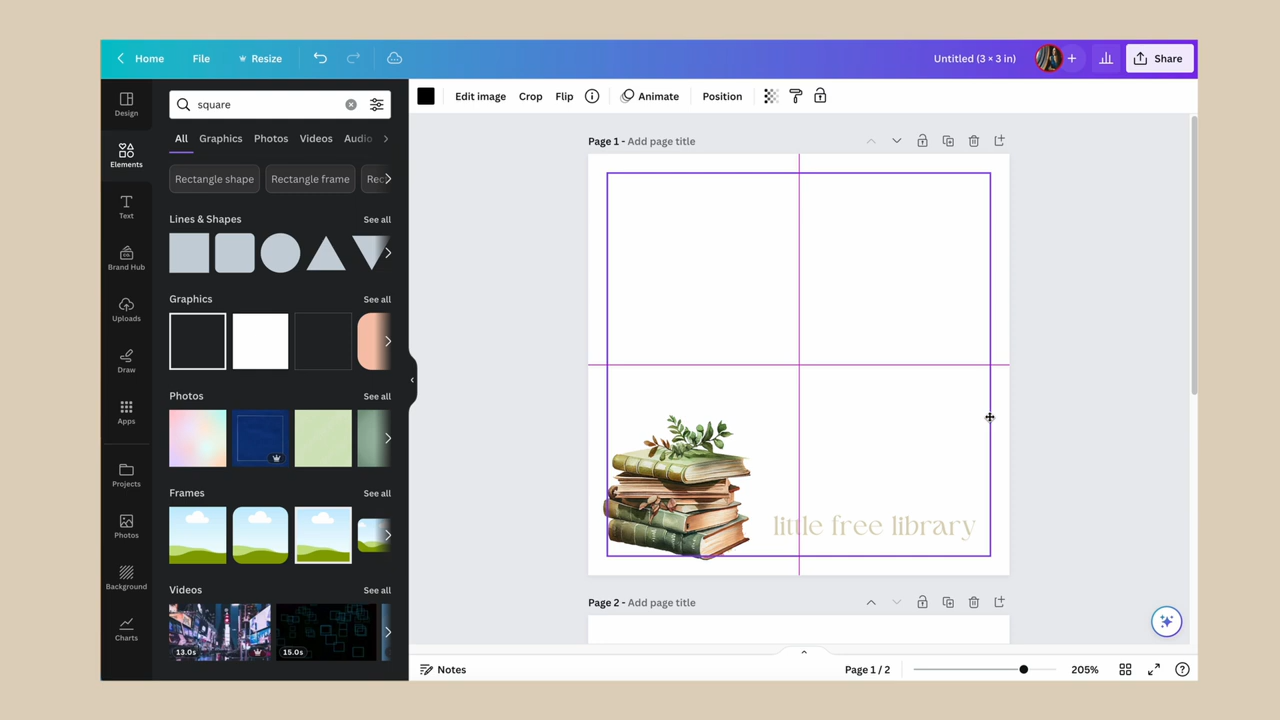 Home File Resize Untitled (3 × 3 in) + Share
Design
Elements
Text
Brand Hub
Uploads
Draw
Apps
Projects
Photos
Background
Charts
square
All Graphics Photos Videos Audio
Rectangle shape Rectangle frame Rec
Lines & Shapes See all
Graphics See all
Photos See all
Frames See all
Videos See all
13.0s 15.0s
Edit image Crop Flip Animate Position
Page 1 - Add page title
little free library
Page 2 - Add page title
Notes Page 1 / 2 205%